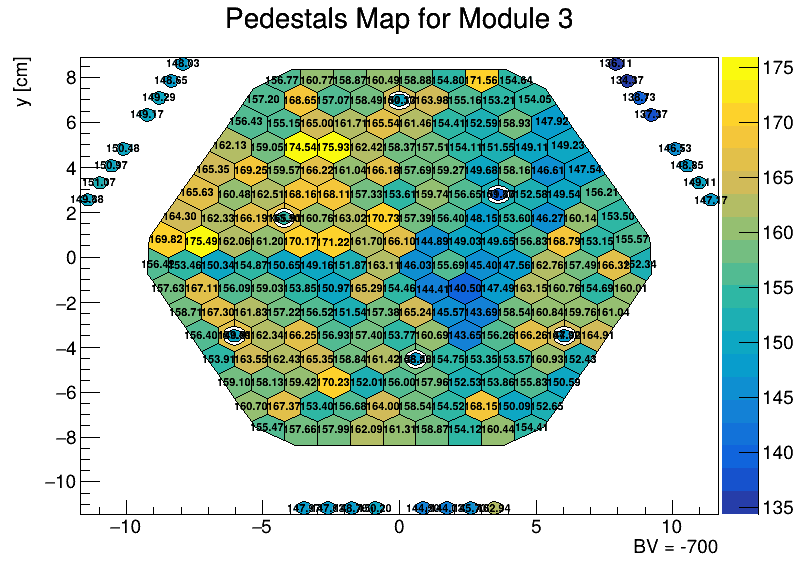 Pedestals Map for Module 3
y [cm]
148.03 136.11
148.65 134.37
149.29 138.73
149.17
150.48 146.53
150.97 148.35
149.11
156.77 160.77 158.87 160.49 158.88 154.80 171.56 154.64
157.20 168.65 157.07 158.49 163.98 155.16 153.21 154.05
156.43 155.15 165.00 161.71 165.54 161.46 154.41 152.59 158.93 147.92
162.13 159.05 174.54 175.93 162.42 158.37 157.51 154.11 151.55 149.11 149.23
165.35 169.25 159.57 166.22 161.04 166.18 157.29 159.27 149.68 158.16 146.61 147.54
165.63 160.48 162.51 168.16 168.11 157.33 153.61 159.74 156.65 152.58 149.54 156.21
164.30 162.33 166.19 160.76 163.02 170.73 157.39 156.40 148.15 153.60 146.27 160.14 153.50
169.82 175.49 162.06 161.20 170.17 171.22 161.70 166.10 144.89 149.03 149.65 156.83 168.79 153.15 155.57
153.46 150.34 154.87 150.65 149.16 151.87 163.11 146.03 155.69 145.40 147.56 162.76 157.49 166.32 152.34
157.63 167.11 156.09 159.03 153.85 150.97 165.29 154.46 144.41 140.50 147.49 153.15 160.76 154.69 160.01
158.71 167.30 161.83 157.94 156.52 151.54 157.38 165.24 145.57 143.69 158.54 160.84 159.76 161.04
156.40 162.34 166.25 156.93 157.40 153.77 160.69 143.65 156.26 166.26 164.91
153.91 163.55 162.43 165.35 158.84 161.42 154.75 153.35 153.57 160.93 152.43
159.10 158.13 159.42 170.23 152.01 156.00 157.96 152.53 153.86 155.83 150.59
160.70 167.37 153.40 156.68 164.00 158.54 154.52 168.15 150.09 152.65
155.47 157.66 157.99 162.09 161.31 158.87 154.12 160.44 154.41
8
6
4
2
0
−2
−4
−6
−8
−10
−10 −5 0 5 10
175
170
165
160
155
150
145
140
135
BV = -700